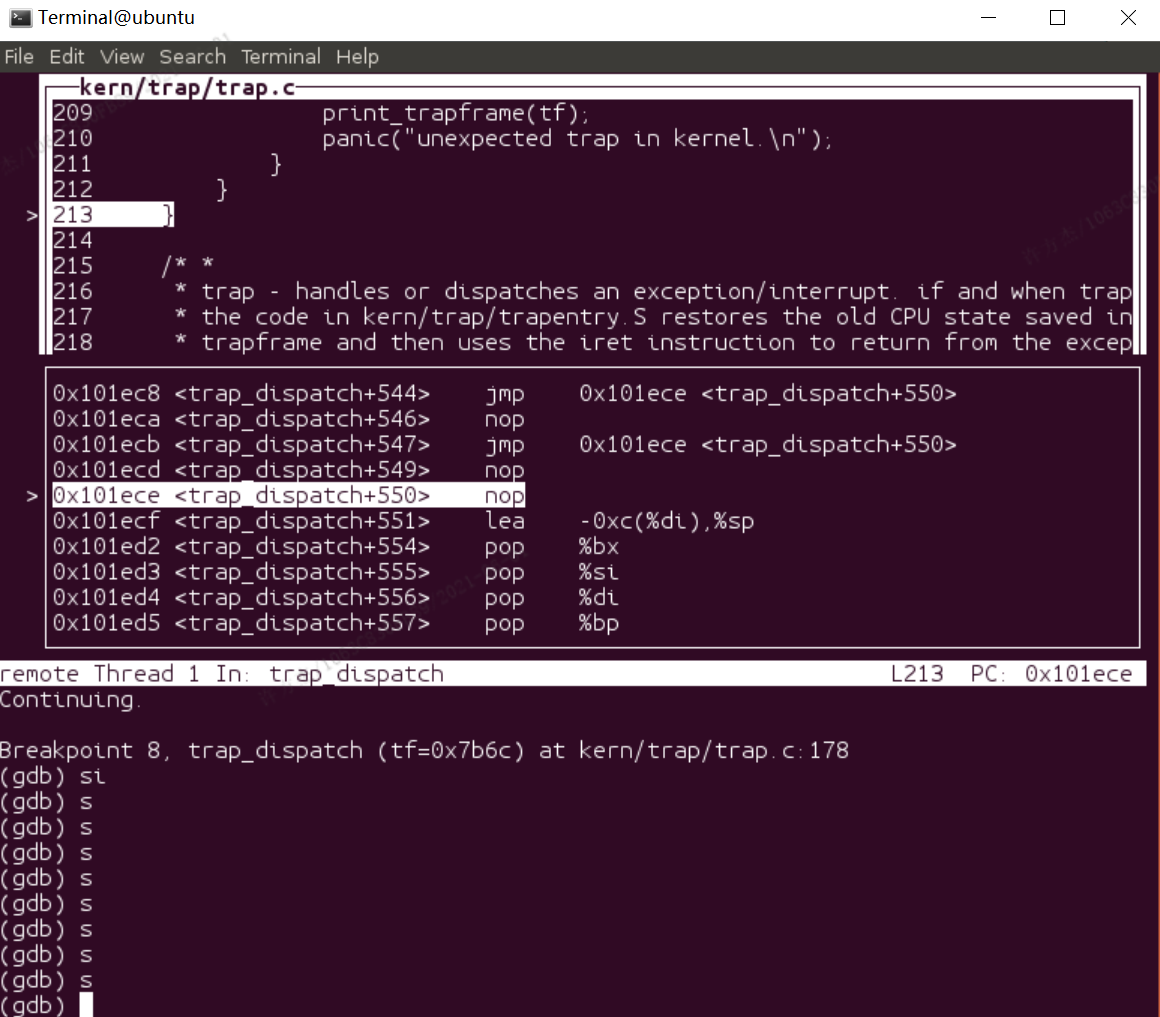 Terminal@ubuntu
File Edit View Search Terminal Help
kern/trap/trap.c
209 print_trapframe(tf);
210 panic("unexpected trap in kernel.\n");
211 }
212 }
> 213 }
214
215 /* *
216 * trap - handles or dispatches an exception/interrupt. if and when trap
217 * the code in kern/trap/trapentry.S restores the old CPU state saved in
218 * trapframe and then uses the iret instruction to return from the excep
0x101ec8 <trap_dispatch+544> jmp 0x101ece <trap_dispatch+550>
0x101eca <trap_dispatch+546> nop
0x101ecb <trap_dispatch+547> jmp 0x101ece <trap_dispatch+550>
0x101ecd <trap_dispatch+549> nop
> 0x101ece <trap_dispatch+550> nop
0x101ecf <trap_dispatch+551> lea -0xc(%di),%sp
0x101ed2 <trap_dispatch+554> pop %bx
0x101ed3 <trap_dispatch+555> pop %si
0x101ed4 <trap_dispatch+556> pop %di
0x101ed5 <trap_dispatch+557> pop %bp
remote Thread 1 In: trap_dispatch L213 PC: 0x101ece
Continuing.
Breakpoint 8, trap_dispatch (tf=0x7b6c) at kern/trap/trap.c:178
(gdb) si
(gdb) s
(gdb) s
(gdb) s
(gdb) s
(gdb) s
(gdb) s
(gdb) s
(gdb) s
(gdb)